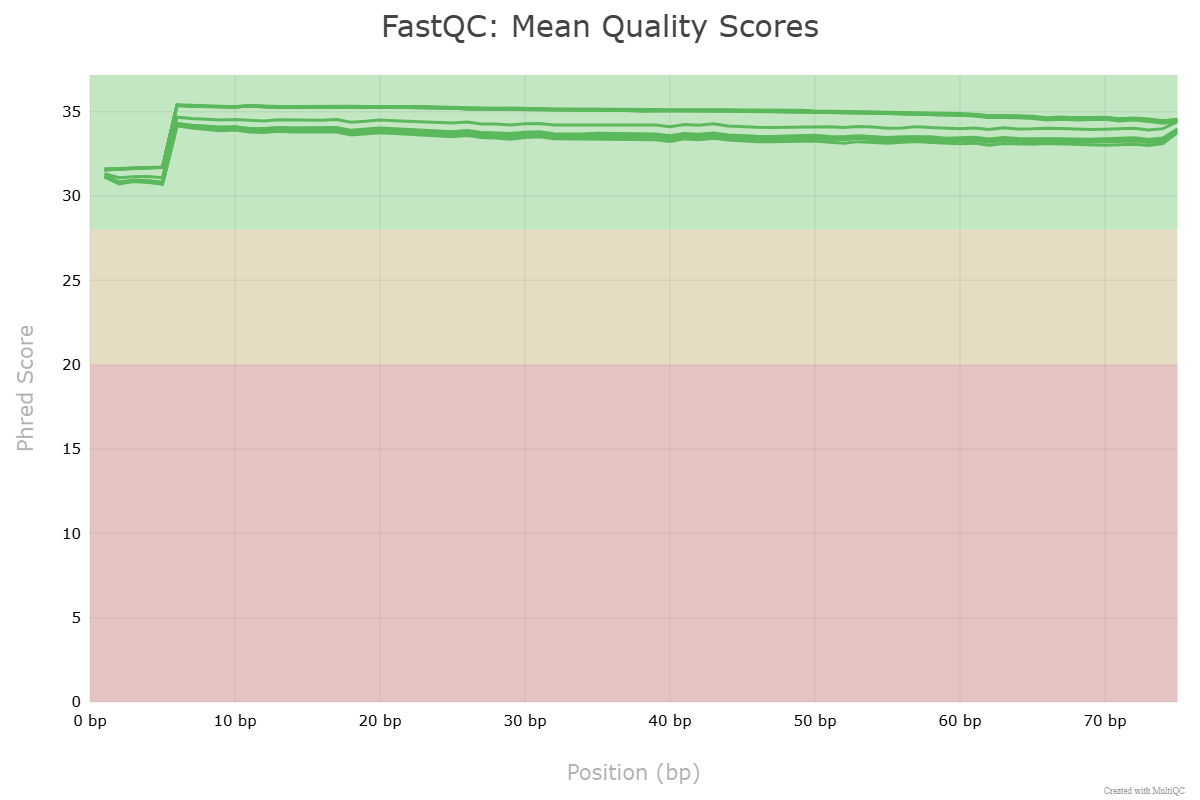 FastQC: Mean Quality Scores
35
30
25
20
15
10
5
0
Phred Score
0 bp 10 bp 20 bp 30 bp 40 bp 50 bp 60 bp 70 bp
Position (bp)
Created with MultiQC